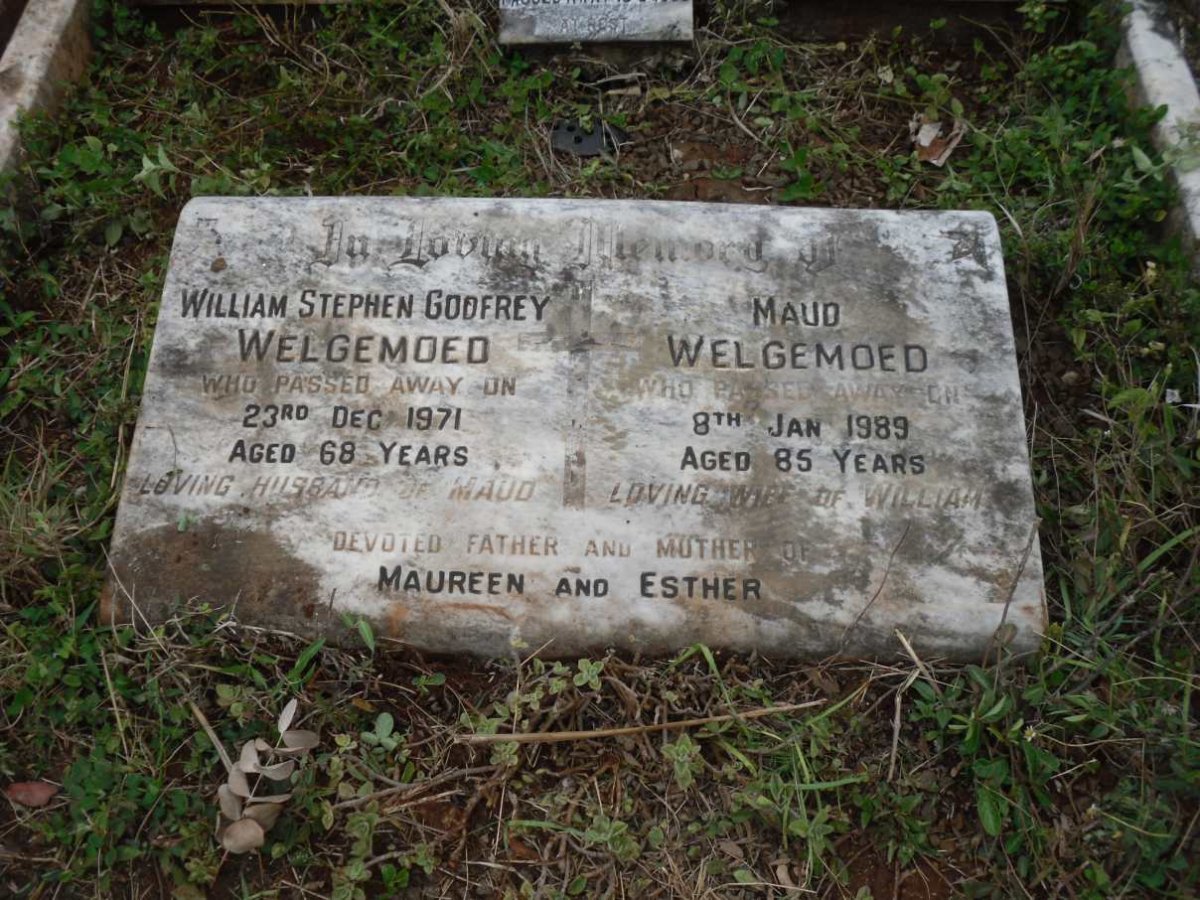 AT REST
In Loving Memory of
WILLIAM STEPHEN GODFREY
WELGEMOED
WHO PASSED AWAY ON
23RD DEC 1971
AGED 68 YEARS
LOVING HUSBAND OF MAUD
MAUD
WELGEMOED
WHO PASSED AWAY ON
8TH JAN 1989
AGED 85 YEARS
LOVING WIFE OF WILLIAM
DEVOTED FATHER AND MOTHER OF
MAUREEN AND ESTHER